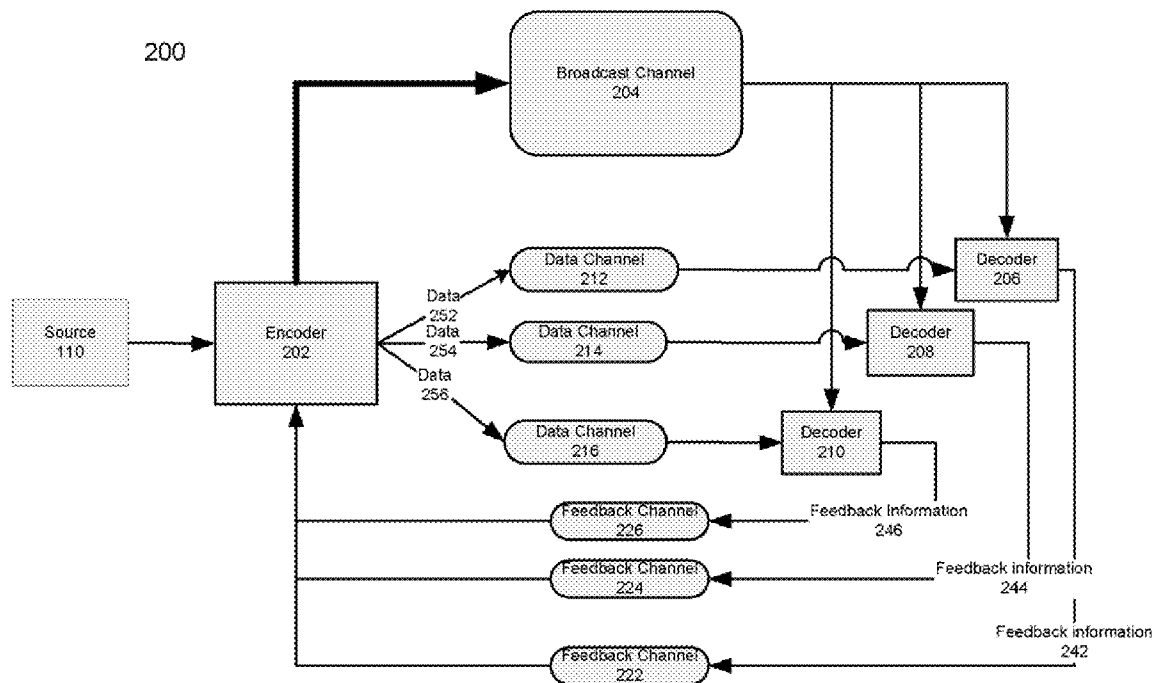 200
Broadcast Channel
204
Data Channel
212
Decoder
206
Data
252
Source
110
Encoder
202
Data
254
Data Channel
214
Decoder
208
Data
256
Data Channel
216
Decoder
210
Feedback Channel
226
Feedback Information
246
Feedback Channel
224
Feedback information
244
Feedback Channel
222
Feedback information
242